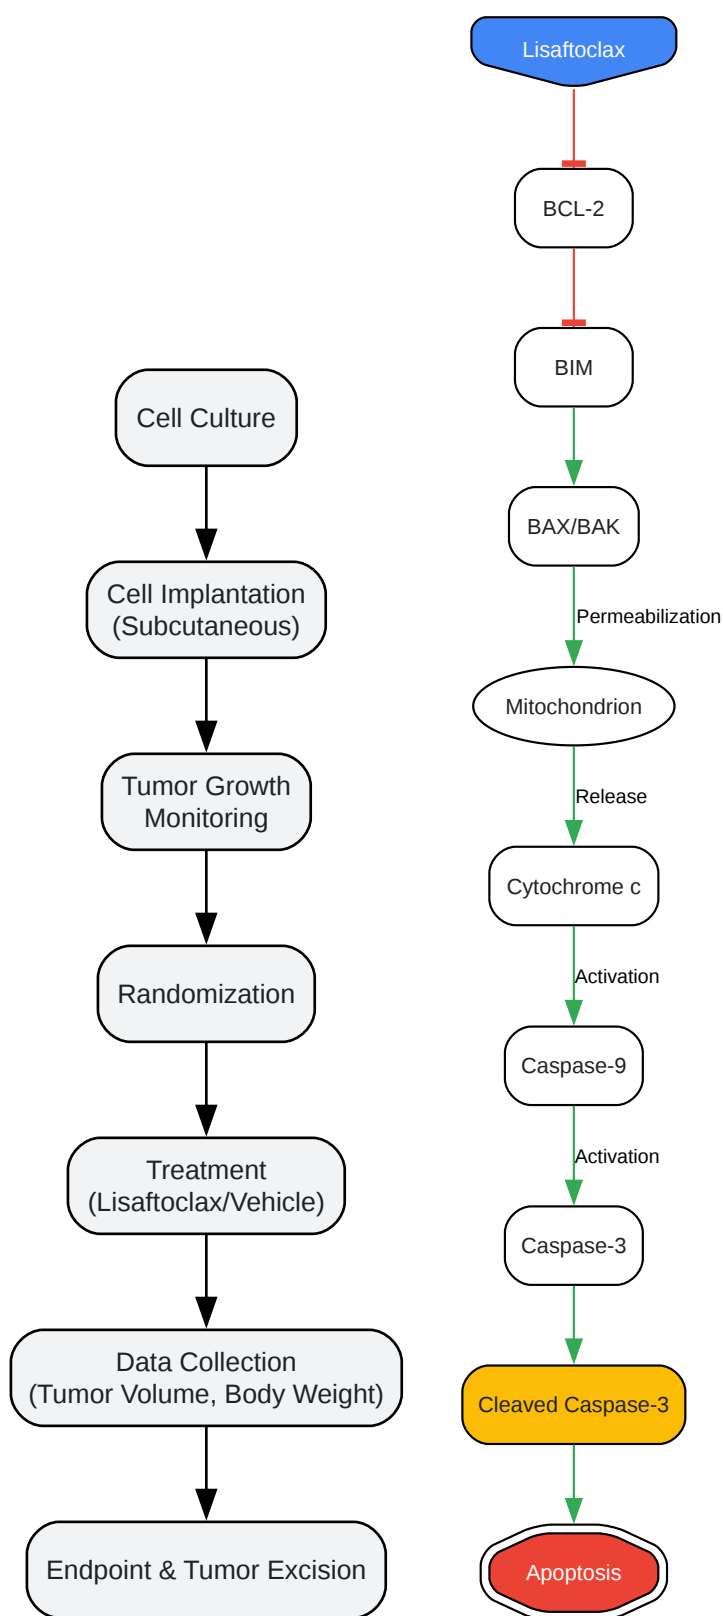 Cell Culture
Cell Implantation
(Subcutaneous)
Tumor Growth
Monitoring
Randomization
Treatment
(Lisaftoclax/Vehicle)
Data Collection
(Tumor Volume, Body Weight)
Endpoint & Tumor Excision
Lisaftoclax
BCL-2
BIM
BAX/BAK
Permeabilization
Mitochondrion
Release
Cytochrome c
Activation
Caspase-9
Activation
Caspase-3
Cleaved Caspase-3
Apoptosis